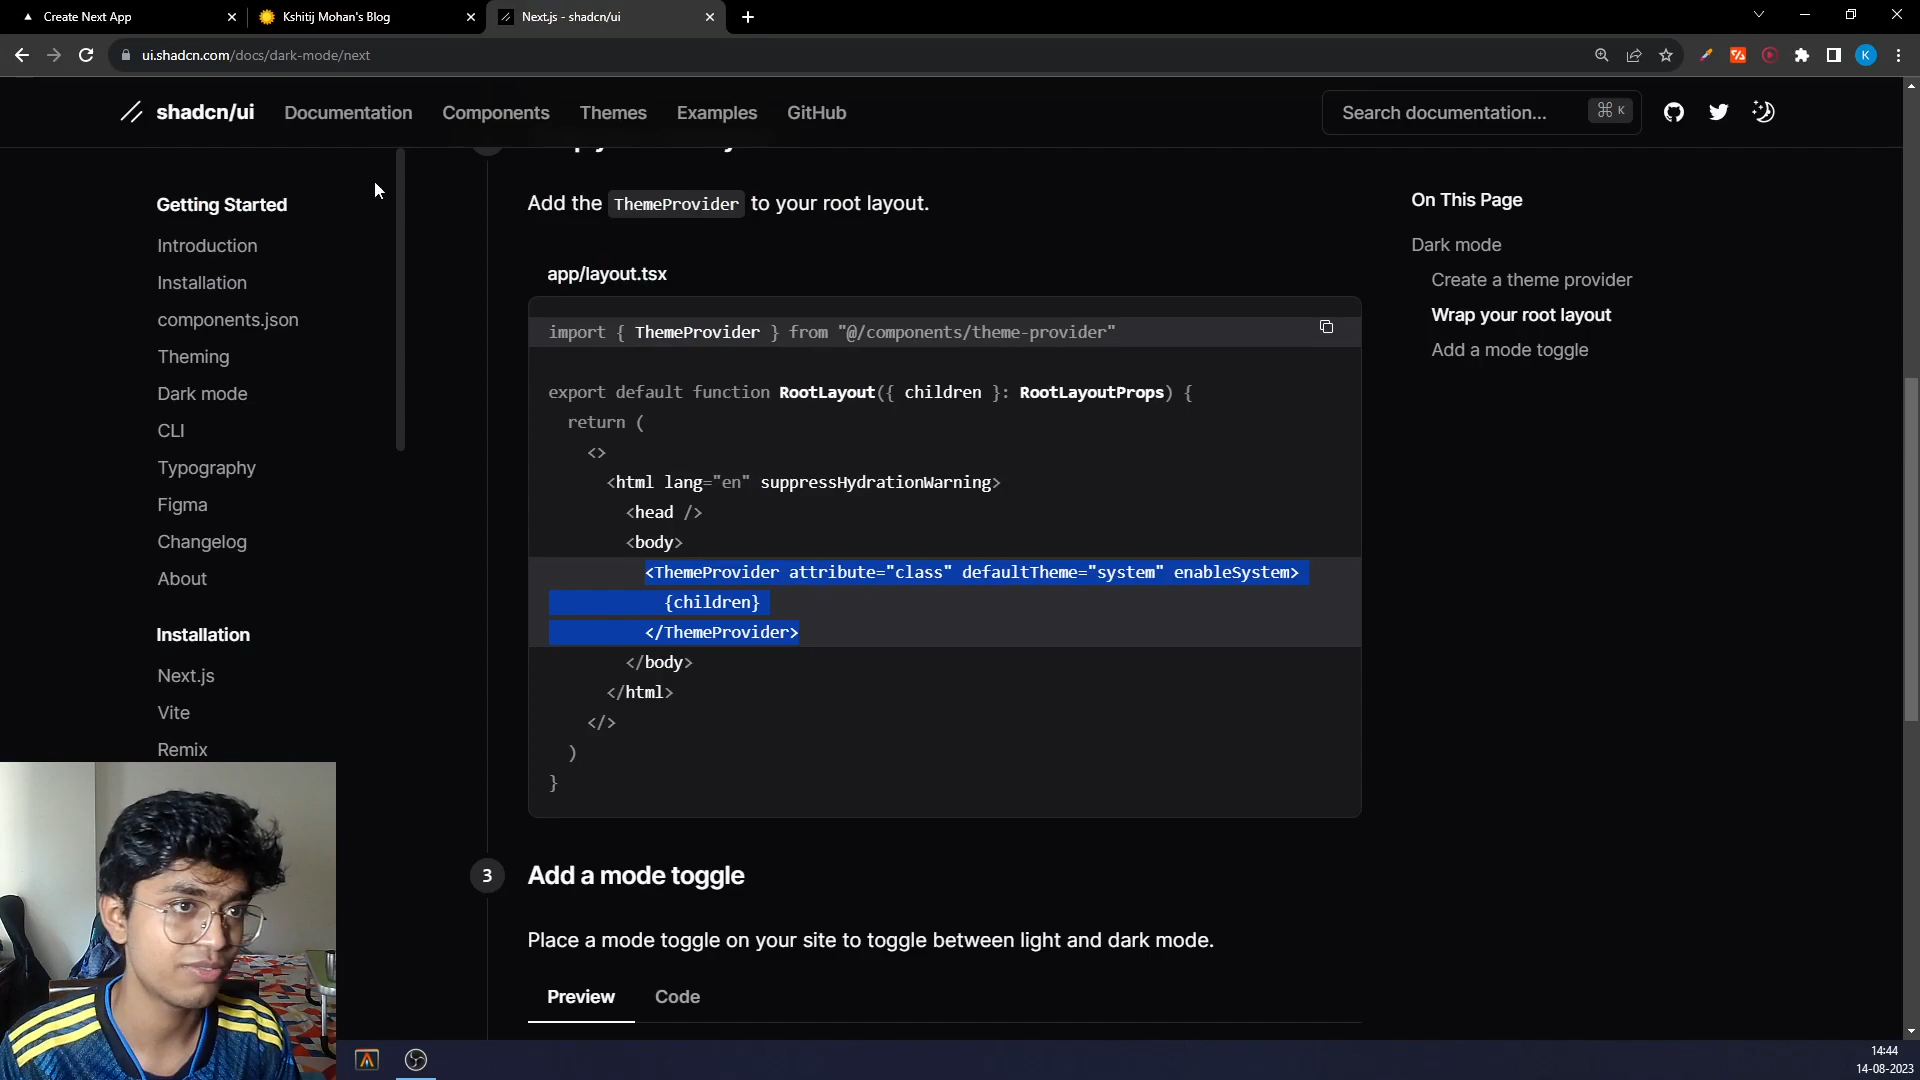 Create Next App
Kshitij Mohan's Blog
Next.js - shadcn/ui
ui.shadcn.com/docs/dark-mode/next
K
shadcn/ui
Documentation
Components
Themes
Examples
GitHub
Search documentation...
⌘ K
Getting Started
Introduction
Installation
components.json
Theming
Dark mode
CLI
Typography
Figma
Changelog
About
Installation
Next.js
Vite
Remix
Add the ThemeProvider to your root layout.
app/layout.tsx
import { ThemeProvider } from "@/components/theme-provider"
export default function RootLayout({ children }: RootLayoutProps) {
return (
<>
<html lang="en" suppressHydrationWarning>
<head />
<body>
<ThemeProvider attribute="class" defaultTheme="system" enableSystem>
{children}
</ThemeProvider>
</body>
</html>
</>
)
}
3
Add a mode toggle
Place a mode toggle on your site to toggle between light and dark mode.
Preview
Code
On This Page
Dark mode
Create a theme provider
Wrap your root layout
Add a mode toggle
14:44
14-08-2023